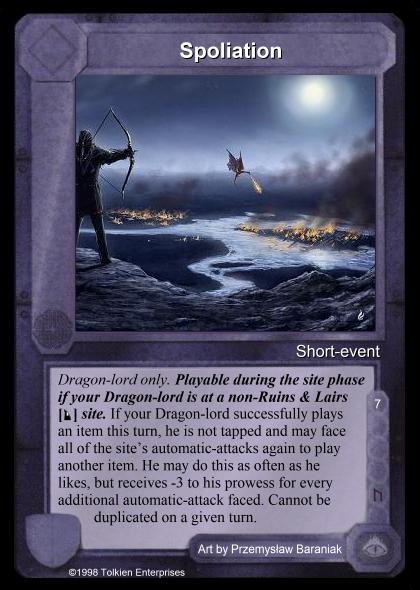 Spoliation
Short-event
Dragon-lord only. Playable during the site phase
if your Dragon-lord is at a non-Ruins & Lairs
[ ] site. If your Dragon-lord successfully plays
an item this turn, he is not tapped and may face
all of the site's automatic-attacks again to play
another item. He may do this as often as he
likes, but receives -3 to his prowess for every
additional automatic-attack faced. Cannot be
duplicated on a given turn.
7
Art by Przemysław Baraniak
©1998 Tolkien Enterprises